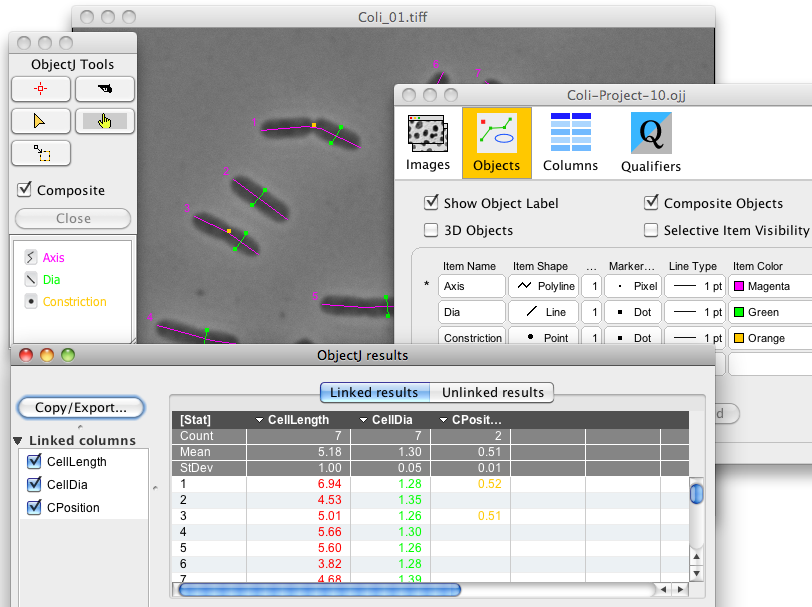 Coli_01.tiff
ObjectJ Tools
Composite
Close
Axis
Dia
Constriction
1
2
3
4
5
6
7
Coli-Project-10.ojj
Images Objects Columns Qualifiers
Show Object Label Composite Objects
3D Objects Selective Item Visibility
Item Name Item Shape ... Marker... Line Type Item Color
* Axis Polyline 1 Pixel 1 pt Magenta
Dia Line 1 Dot 1 pt Green
Constriction Point 1 Dot 1 pt Orange
d
ObjectJ results
Linked results Unlinked results
Copy/Export...
Linked columns
CellLength
CellDia
CPosition
[Stat] CellLength CellDia CPosit...
Count 7 7 2
Mean 5.18 1.30 0.51
StDev 1.00 0.05 0.01
1 6.94 1.28 0.52
2 4.53 1.35
3 5.01 1.26 0.51
4 5.66 1.30
5 5.60 1.26
6 3.82 1.28
7 4.68 1.39